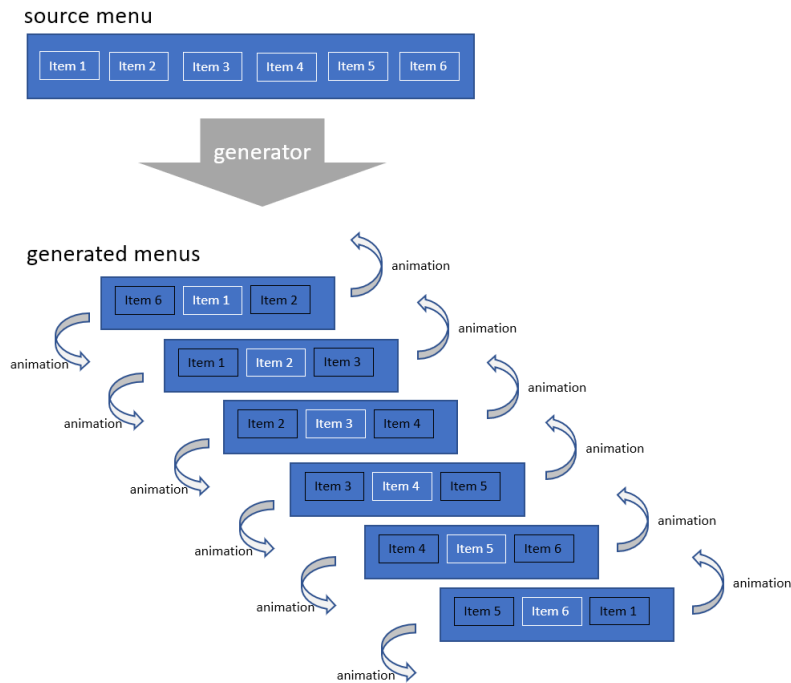 source menu
Item 1 Item 2 Item 3 Item 4 Item 5 Item 6
generator
generated menus
animation
Item 6 Item 1 Item 2
animation
animation
Item 1 Item 2 Item 3
animation
animation
Item 2 Item 3 Item 4
animation
animation
Item 3 Item 4 Item 5
animation
animation
Item 4 Item 5 Item 6
animation
animation
Item 5 Item 6 Item 1
animation